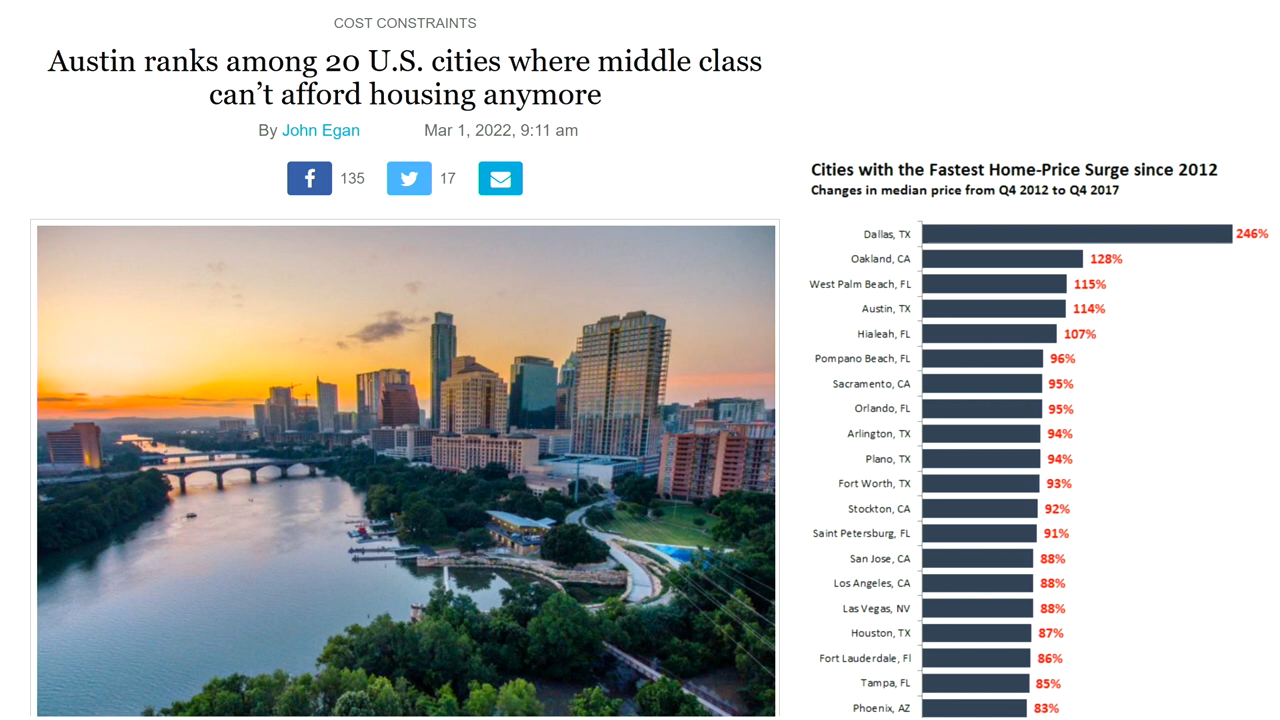 COST CONSTRAINTS
Austin ranks among 20 U.S. cities where middle class
can’t afford housing anymore
By John Egan Mar 1, 2022, 9:11 am
f 135 17
Cities with the Fastest Home-Price Surge since 2012
Changes in median price from Q4 2012 to Q4 2017
Dallas, TX 246%
Oakland, CA 128%
West Palm Beach, FL 115%
Austin, TX 114%
Hialeah, FL 107%
Pompano Beach, FL 96%
Sacramento, CA 95%
Orlando, FL 95%
Arlington, TX 94%
Plano, TX 94%
Fort Worth, TX 93%
Stockton, CA 92%
Saint Petersburg, FL 91%
San Jose, CA 88%
Los Angeles, CA 88%
Las Vegas, NV 88%
Houston, TX 87%
Fort Lauderdale, Fl 86%
Tampa, FL 85%
Phoenix, AZ 83%